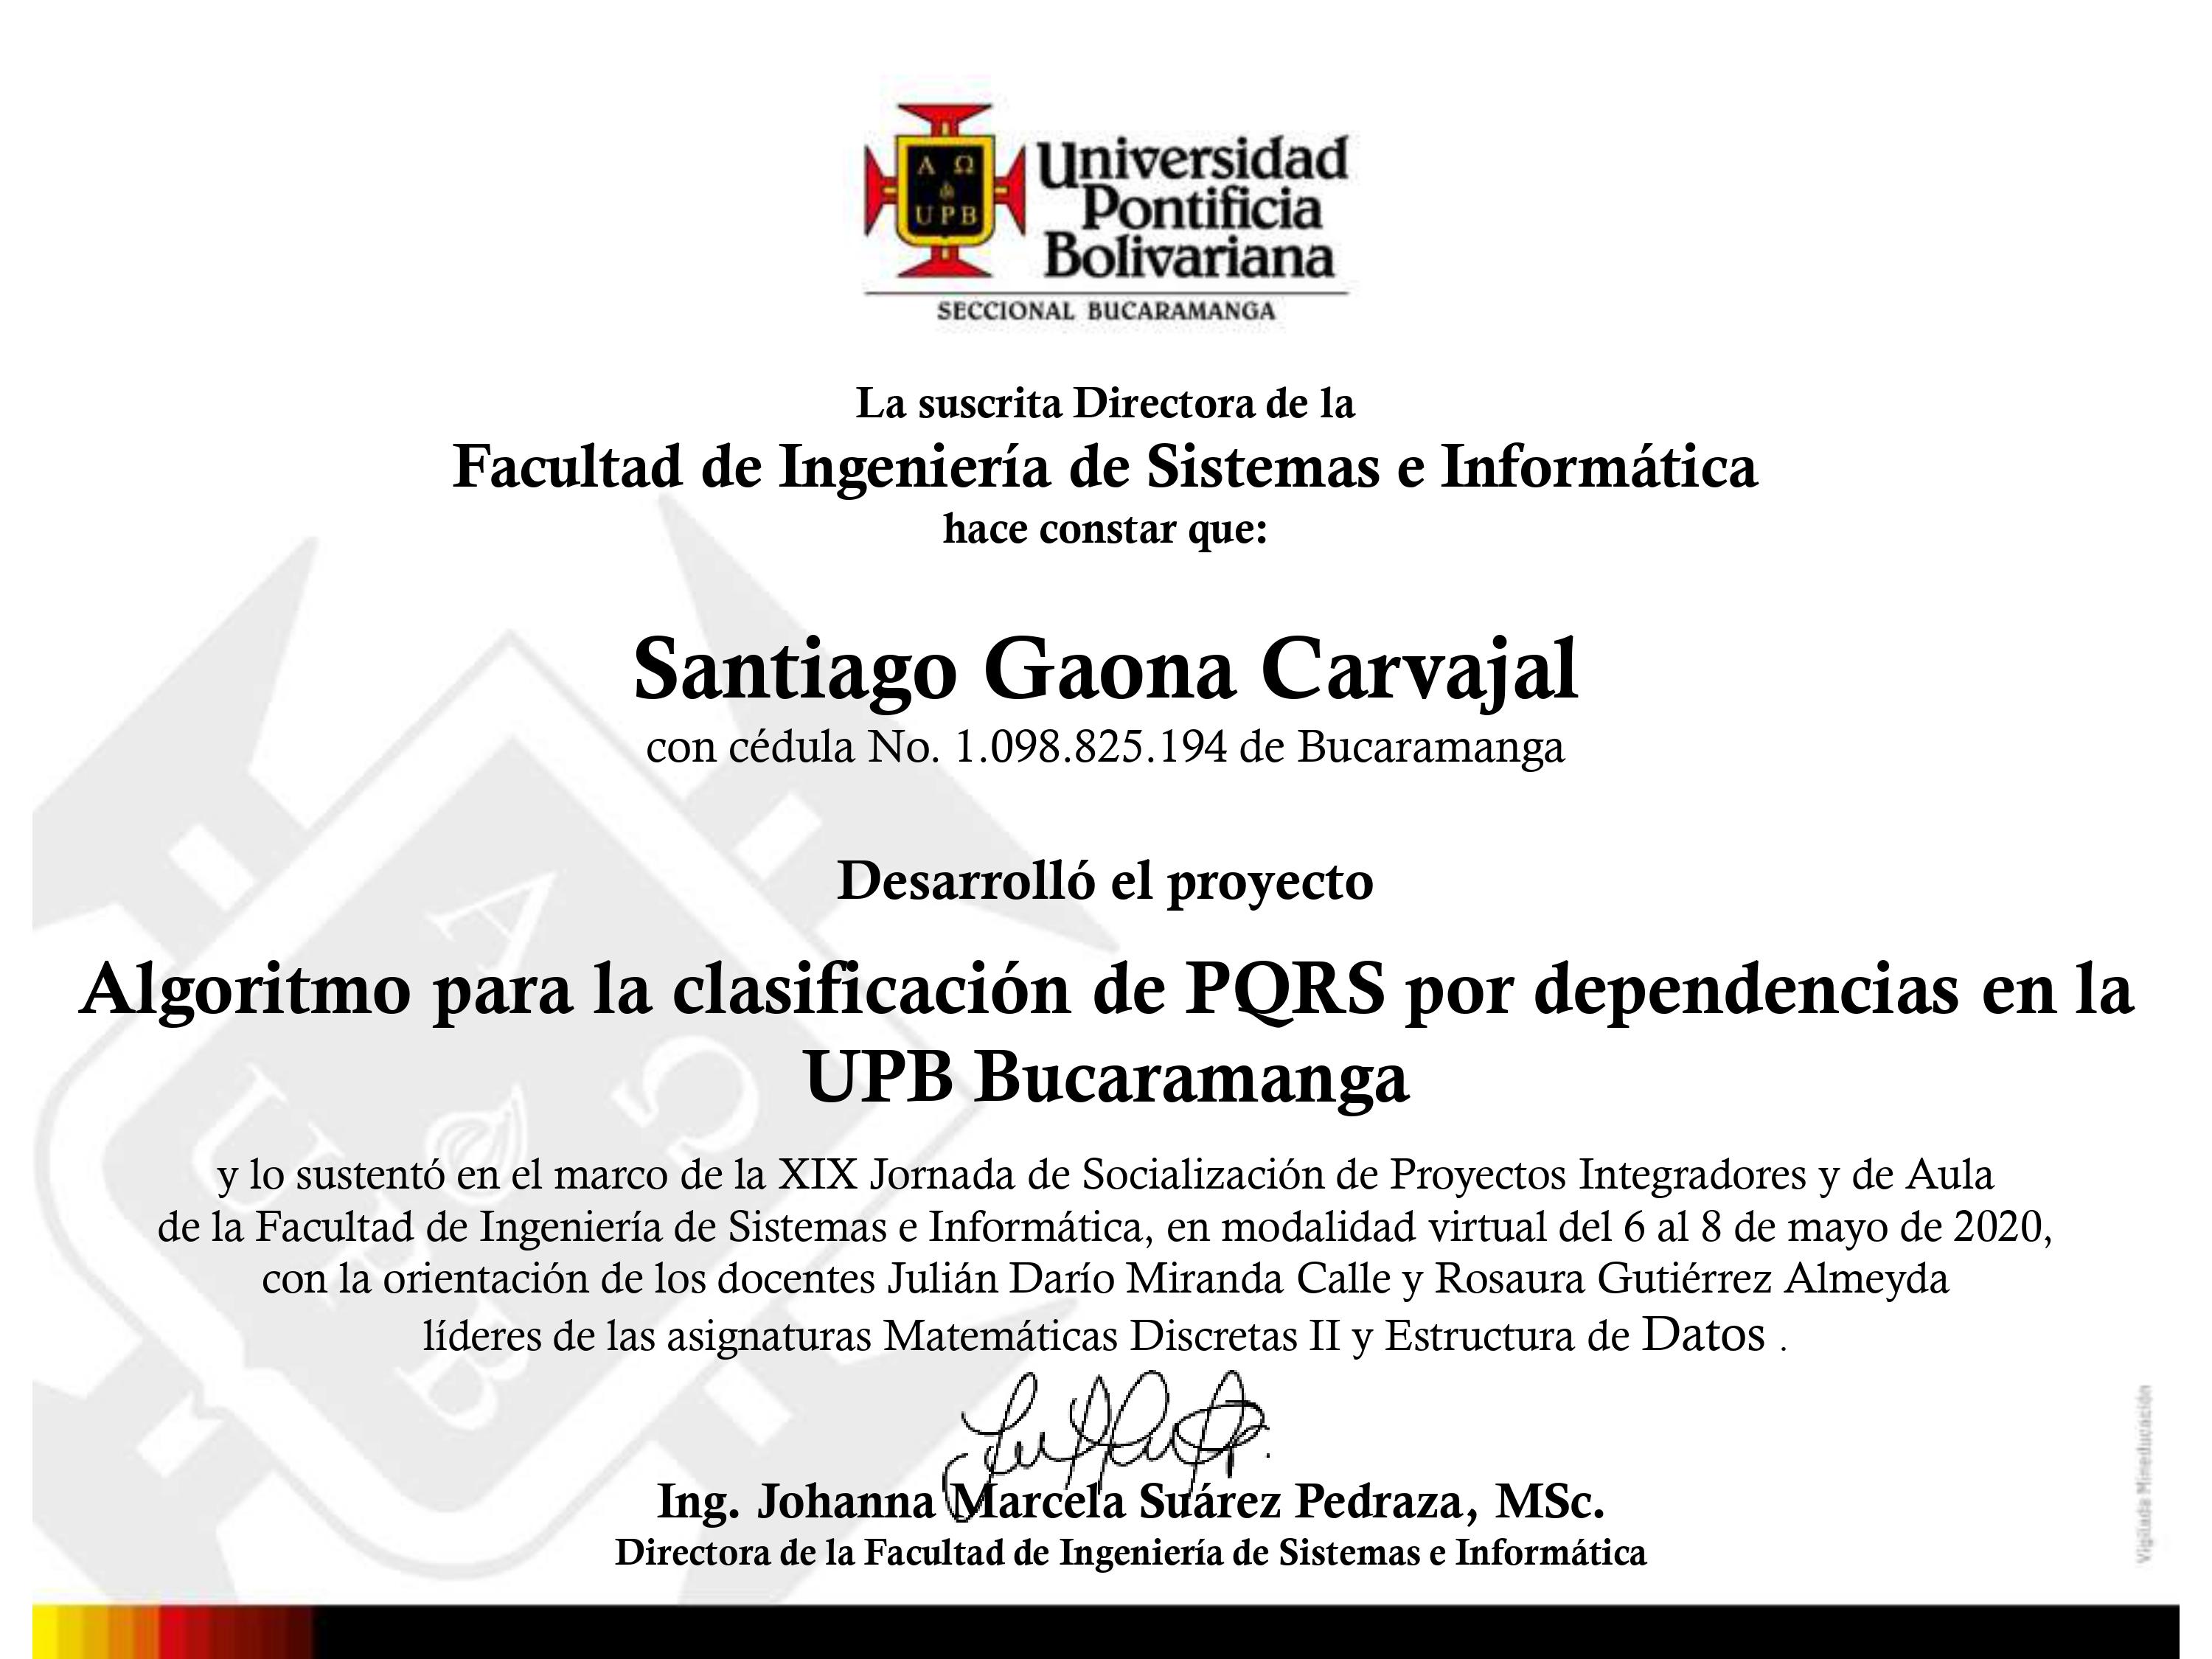 Α Ω
UPB
Universidad
Pontificia
Bolivariana
SECCIONAL BUCARAMANGA
La suscrita Directora de la
Facultad de Ingeniería de Sistemas e Informática
hace constar que:
Santiago Gaona Carvajal
con cédula No. 1.098.825.194 de Bucaramanga
Desarrolló el proyecto
Algoritmo para la clasificación de PQRS por dependencias en la
UPB Bucaramanga
y lo sustentó en el marco de la XIX Jornada de Socialización de Proyectos Integradores y de Aula
de la Facultad de Ingeniería de Sistemas e Informática, en modalidad virtual del 6 al 8 de mayo de 2020,
con la orientación de los docentes Julián Darío Miranda Calle y Rosaura Gutiérrez Almeyda
líderes de las asignaturas Matemáticas Discretas II y Estructura de Datos .
Ing. Johanna Marcela Suárez Pedraza, MSc.
Directora de la Facultad de Ingeniería de Sistemas e Informática
Vigilada Mineducación
Α Ω
UPB